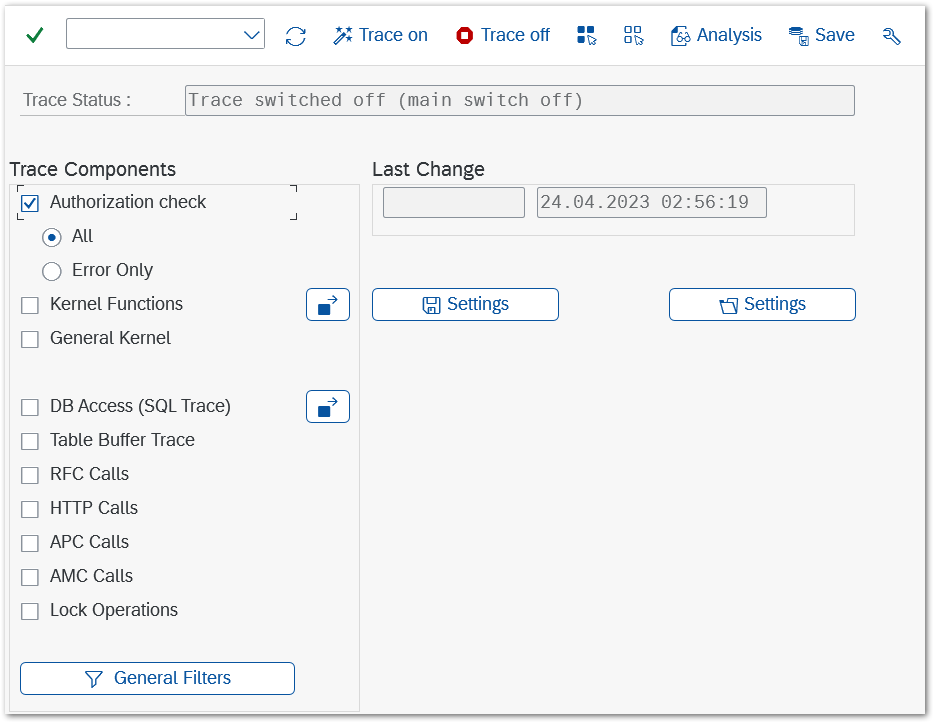 Trace on Trace off Analysis Save
Trace Status : Trace switched off (main switch off)
Trace Components Last Change
Authorization check 24.04.2023 02:56:19
All
Error Only
Kernel Functions Settings Settings
General Kernel
DB Access (SQL Trace)
Table Buffer Trace
RFC Calls
HTTP Calls
APC Calls
AMC Calls
Lock Operations
General Filters